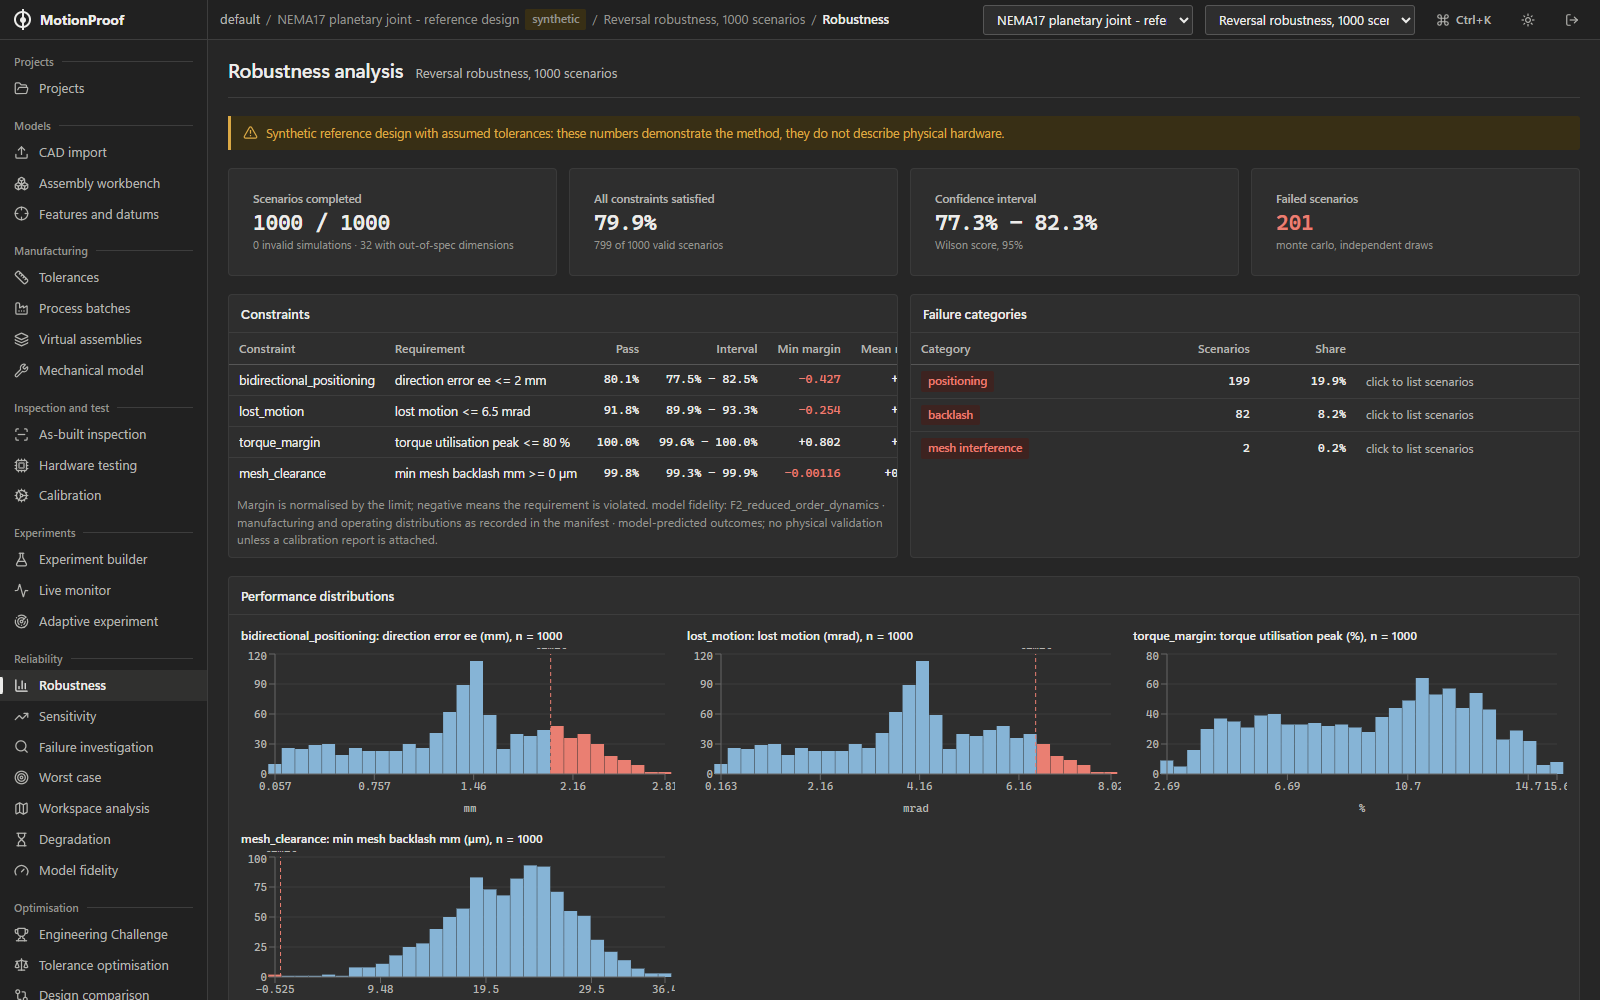 MotionProof
default / NEMA17 planetary joint - reference design synthetic / Reversal robustness, 1000 scenarios / Robustness
NEMA17 planetary joint - refe
Reversal robustness, 1000 scer
Ctrl+K
Projects
Projects
Models
CAD import
Assembly workbench
Features and datums
Manufacturing
Tolerances
Process batches
Virtual assemblies
Mechanical model
Inspection and test
As-built inspection
Hardware testing
Calibration
Experiments
Experiment builder
Live monitor
Adaptive experiment
Reliability
Robustness
Sensitivity
Failure investigation
Worst case
Workspace analysis
Degradation
Model fidelity
Optimisation
Engineering Challenge
Tolerance optimisation
Design comparison
Robustness analysis Reversal robustness, 1000 scenarios
Synthetic reference design with assumed tolerances: these numbers demonstrate the method, they do not describe physical hardware.
Scenarios completed
1000 / 1000
0 invalid simulations · 32 with out-of-spec dimensions
All constraints satisfied
79.9%
799 of 1000 valid scenarios
Confidence interval
77.3% – 82.3%
Wilson score, 95%
Failed scenarios
201
monte carlo, independent draws
Constraints
Constraint Requirement Pass Interval Min margin Mean
bidirectional_positioning direction error ee <= 2 mm 80.1% 77.5% – 82.5% −0.427 +
lost_motion lost motion <= 6.5 mrad 91.8% 89.9% – 93.3% −0.254 +
torque_margin torque utilisation peak <= 80 % 100.0% 99.6% – 100.0% +0.802 +
mesh_clearance min mesh backlash mm >= 0 µm 99.8% 99.3% – 99.9% −0.00116 +0
Margin is normalised by the limit; negative means the requirement is violated. model fidelity: F2_reduced_order_dynamics ·
manufacturing and operating distributions as recorded in the manifest · model-predicted outcomes; no physical validation
unless a calibration report is attached.
Failure categories
Category Scenarios Share
positioning 199 19.9% click to list scenarios
backlash 82 8.2% click to list scenarios
mesh interference 2 0.2% click to list scenarios
Performance distributions
bidirectional_positioning: direction error ee (mm), n = 1000
120
90
60
30
0
0.057 0.757 1.46 2.16 2.81
mm
lost_motion: lost motion (mrad), n = 1000
120
90
60
30
0
0.163 2.16 4.16 6.16 8.02
mrad
torque_margin: torque utilisation peak (%), n = 1000
80
60
40
20
0
2.69 6.69 10.7 14.7 15.6
%
mesh_clearance: min mesh backlash mm (µm), n = 1000
100
75
50
25
0
−0.525 9.48 19.5 29.5 36.